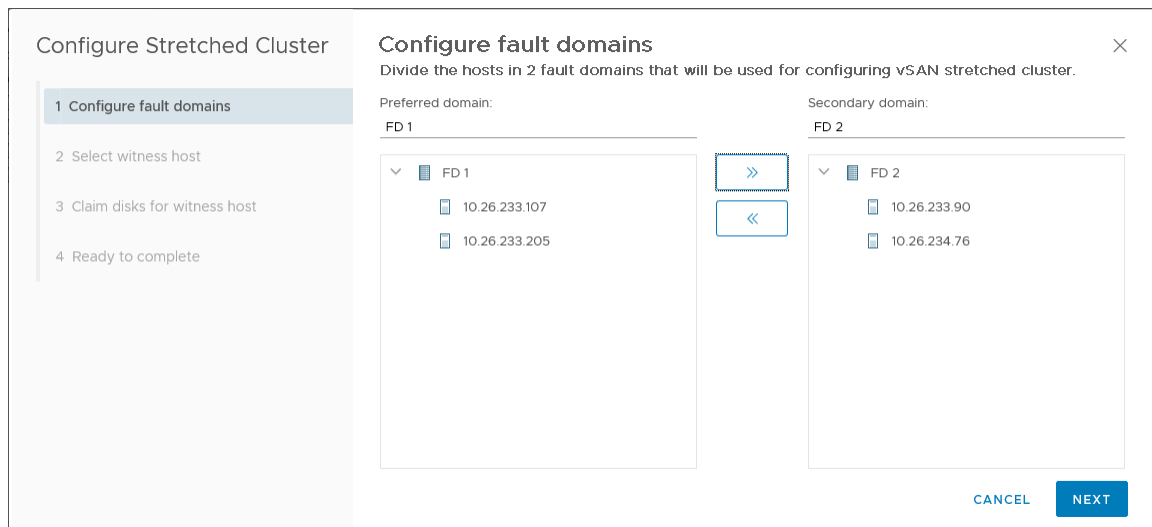 Configure Stretched Cluster
1 Configure fault domains
2 Select witness host
3 Claim disks for witness host
4 Ready to complete
Configure fault domains
Divide the hosts in 2 fault domains that will be used for configuring vSAN stretched cluster.
Preferred domain:
FD 1
FD 1
10.26.233.107
10.26.233.205
Secondary domain:
FD 2
FD 2
10.26.233.90
10.26.234.76
CANCEL
NEXT